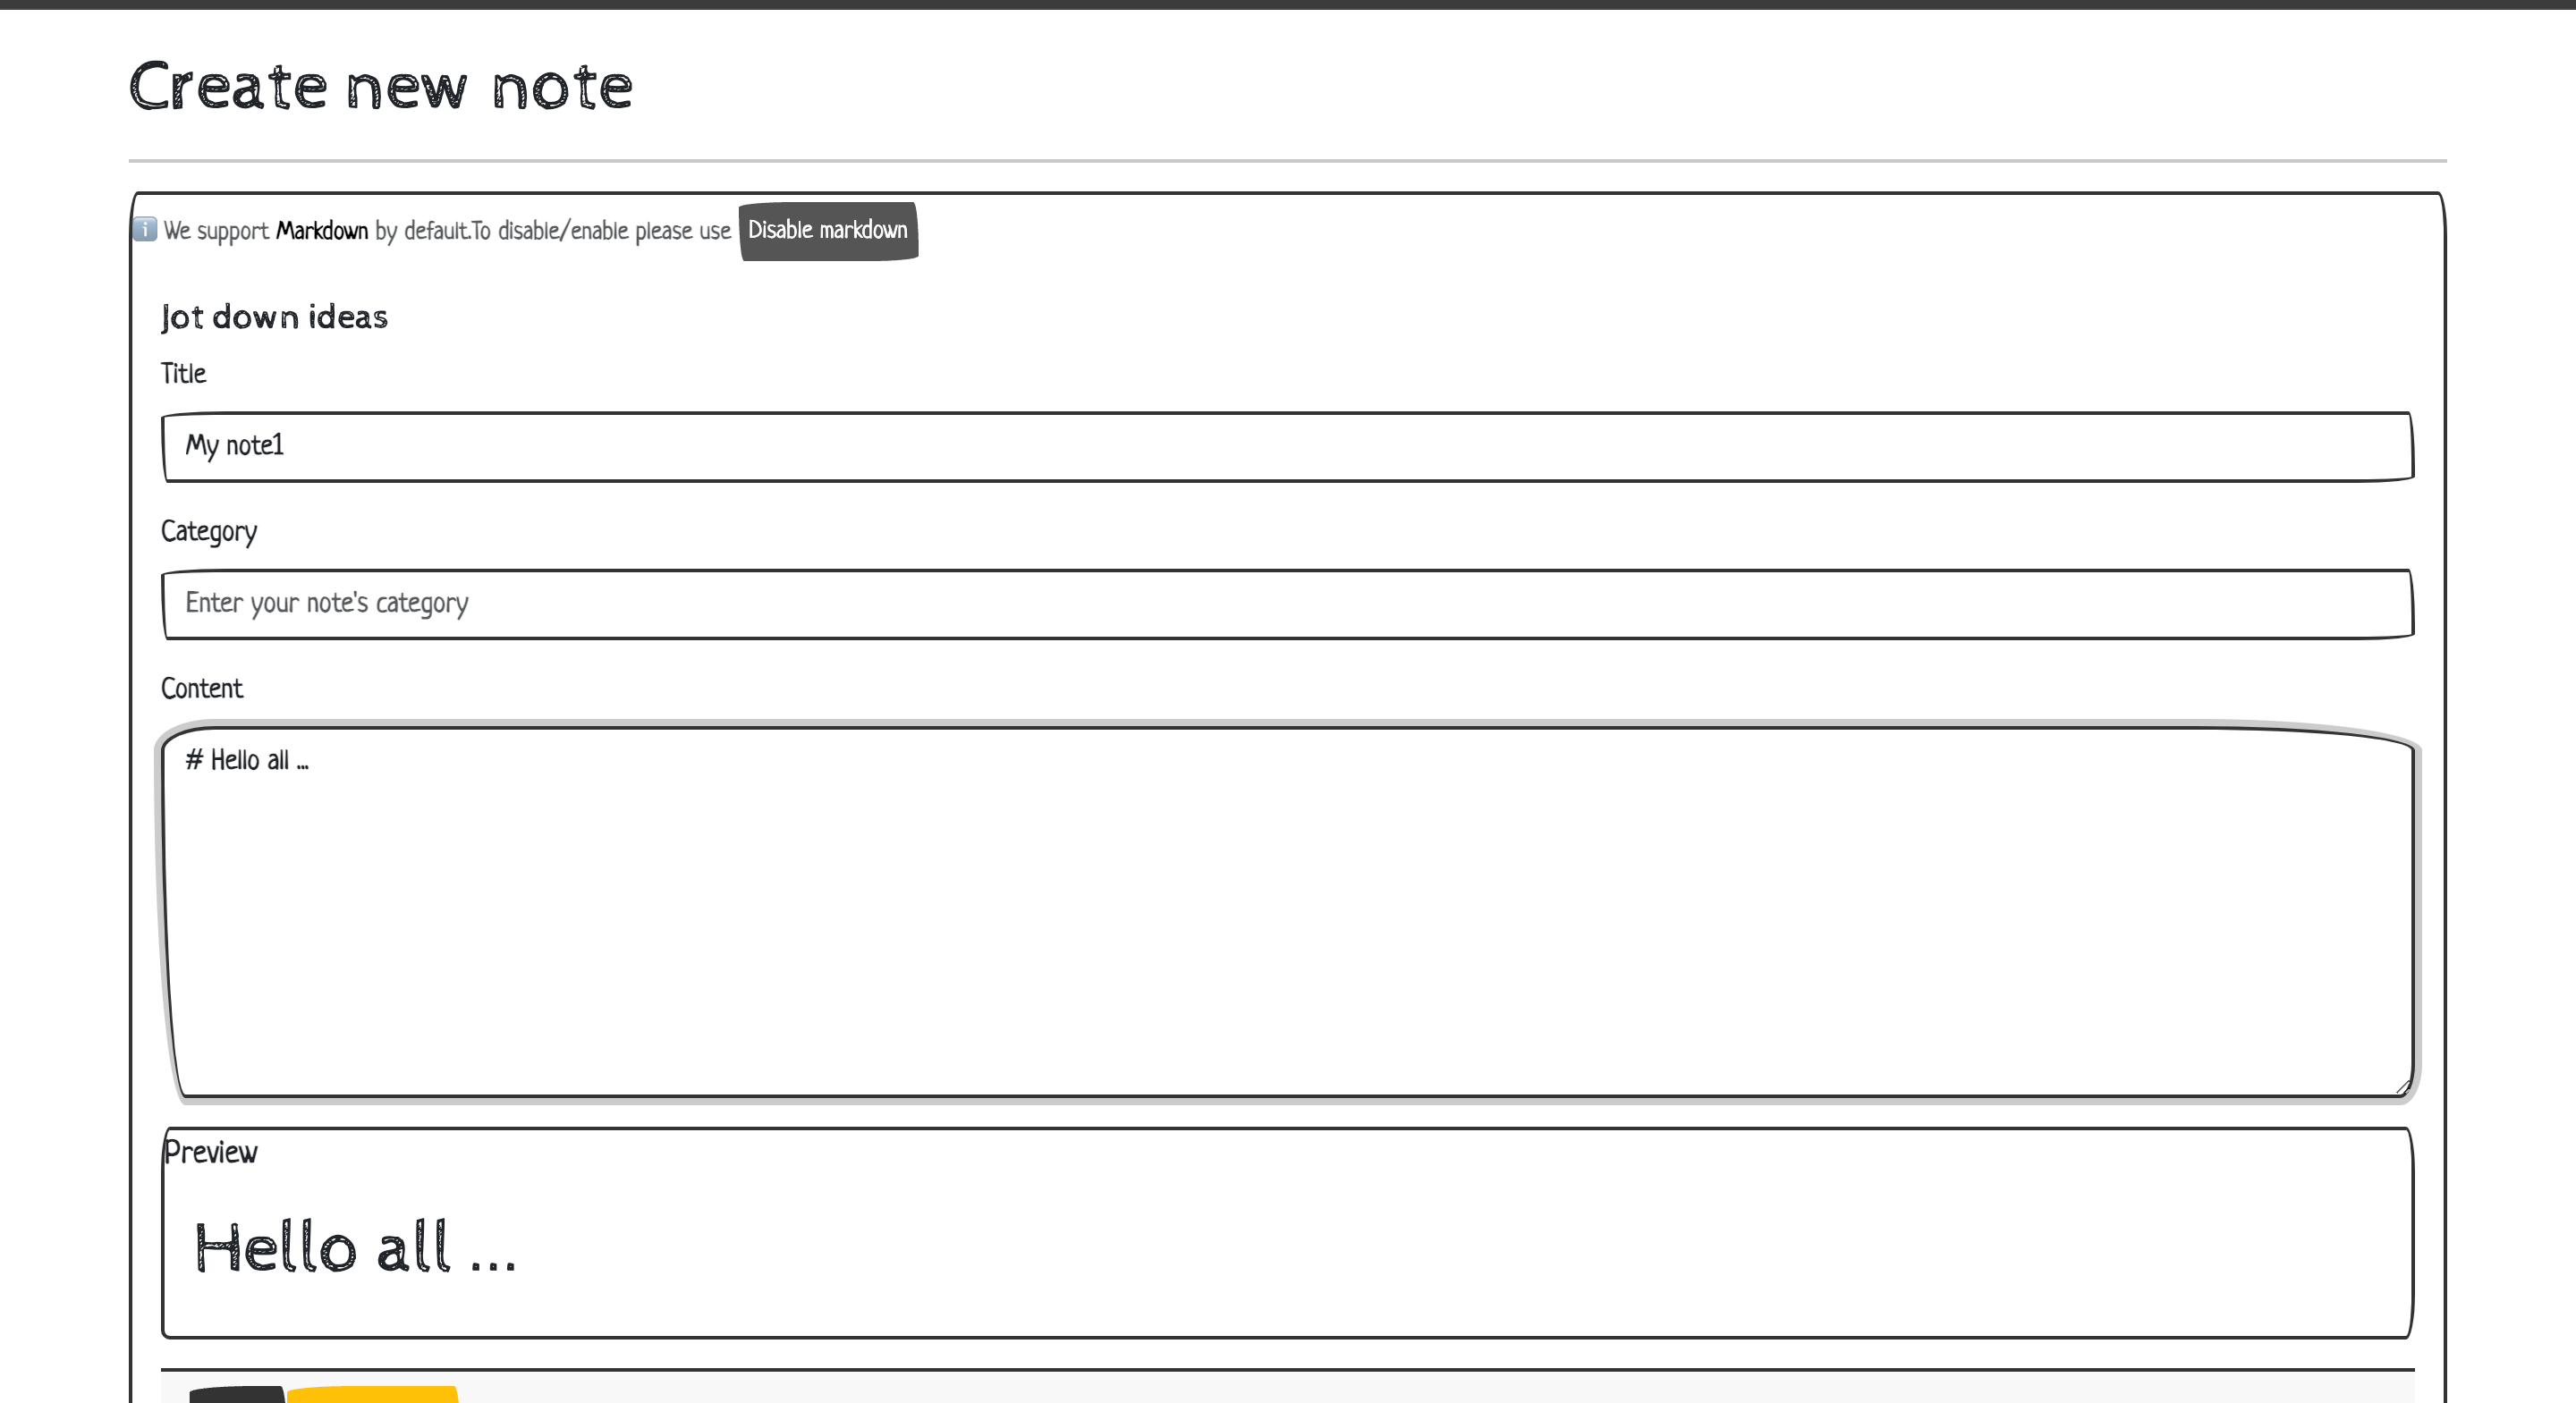 Create new note
We support Markdown by default.To disable/enable please use Disable markdown
Jot down ideas
Title
My note1
Category
Enter your note's category
Content
# Hello all ...
Preview
Hello all ...